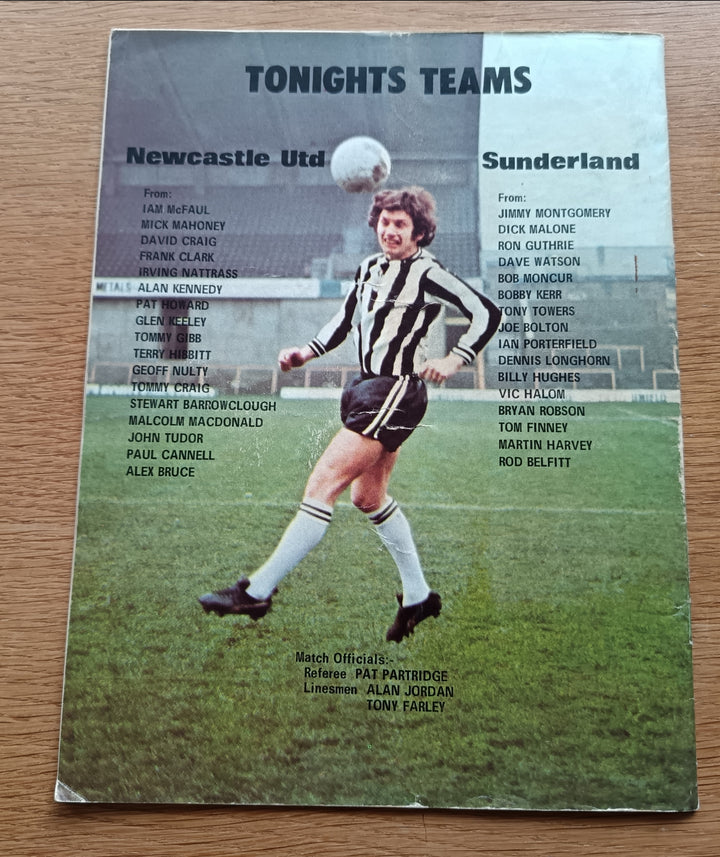 TONIGHTS TEAMS
Newcastle Utd
From:
IAM McFAUL
MICK MAHONEY
DAVID CRAIG
FRANK CLARK
IRVING NATTRASS
ALAN KENNEDY
PAT HOWARD
GLEN KEELEY
TOMMY GIBB
TERRY HIBBITT
GEOFF NULTY
TOMMY CRAIG
STEWART BARROWCLOUGH
MALCOLM MACDONALD
JOHN TUDOR
PAUL CANNELL
ALEX BRUCE
Sunderland
From:
JIMMY MONTGOMERY
DICK MALONE
RON GUTHRIE
DAVE WATSON
BOB MONCUR
BOBBY KERR
TONY TOWERS
JOE BOLTON
IAN PORTERFIELD
DENNIS LONGHORN
BILLY HUGHES
VIC HALOM
BRYAN ROBSON
TOM FINNEY
MARTIN HARVEY
ROD BELFITT
METALS
Match Officials:-
Referee PAT PARTRIDGE
Linesmen ALAN JORDAN
TONY FARLEY